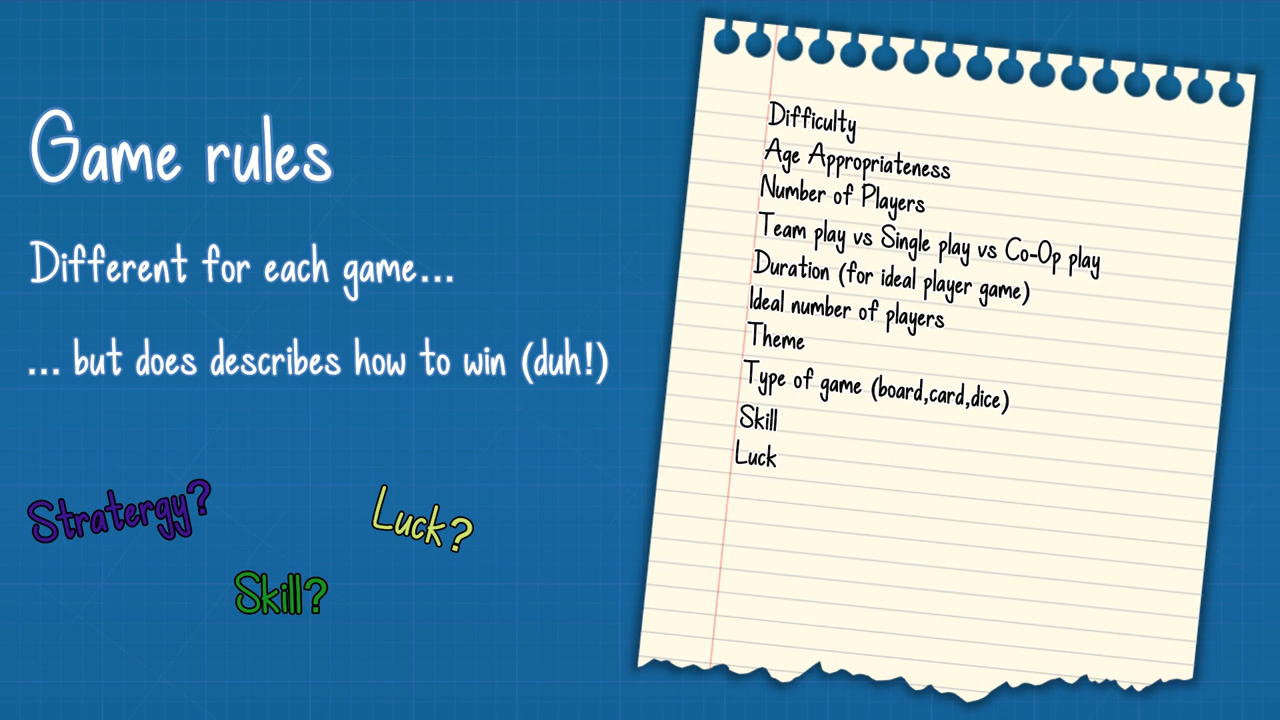 Game rules
Different for each game...
... but does describes how to win (duh!)
Stratergy?
Luck?
Skill?
Difficulty
Age Appropriateness
Number of Players
Team play vs Single play vs Co-Op play
Duration (for ideal player game)
Ideal number of players
Theme
Type of game (board,card,dice)
Skill
Luck